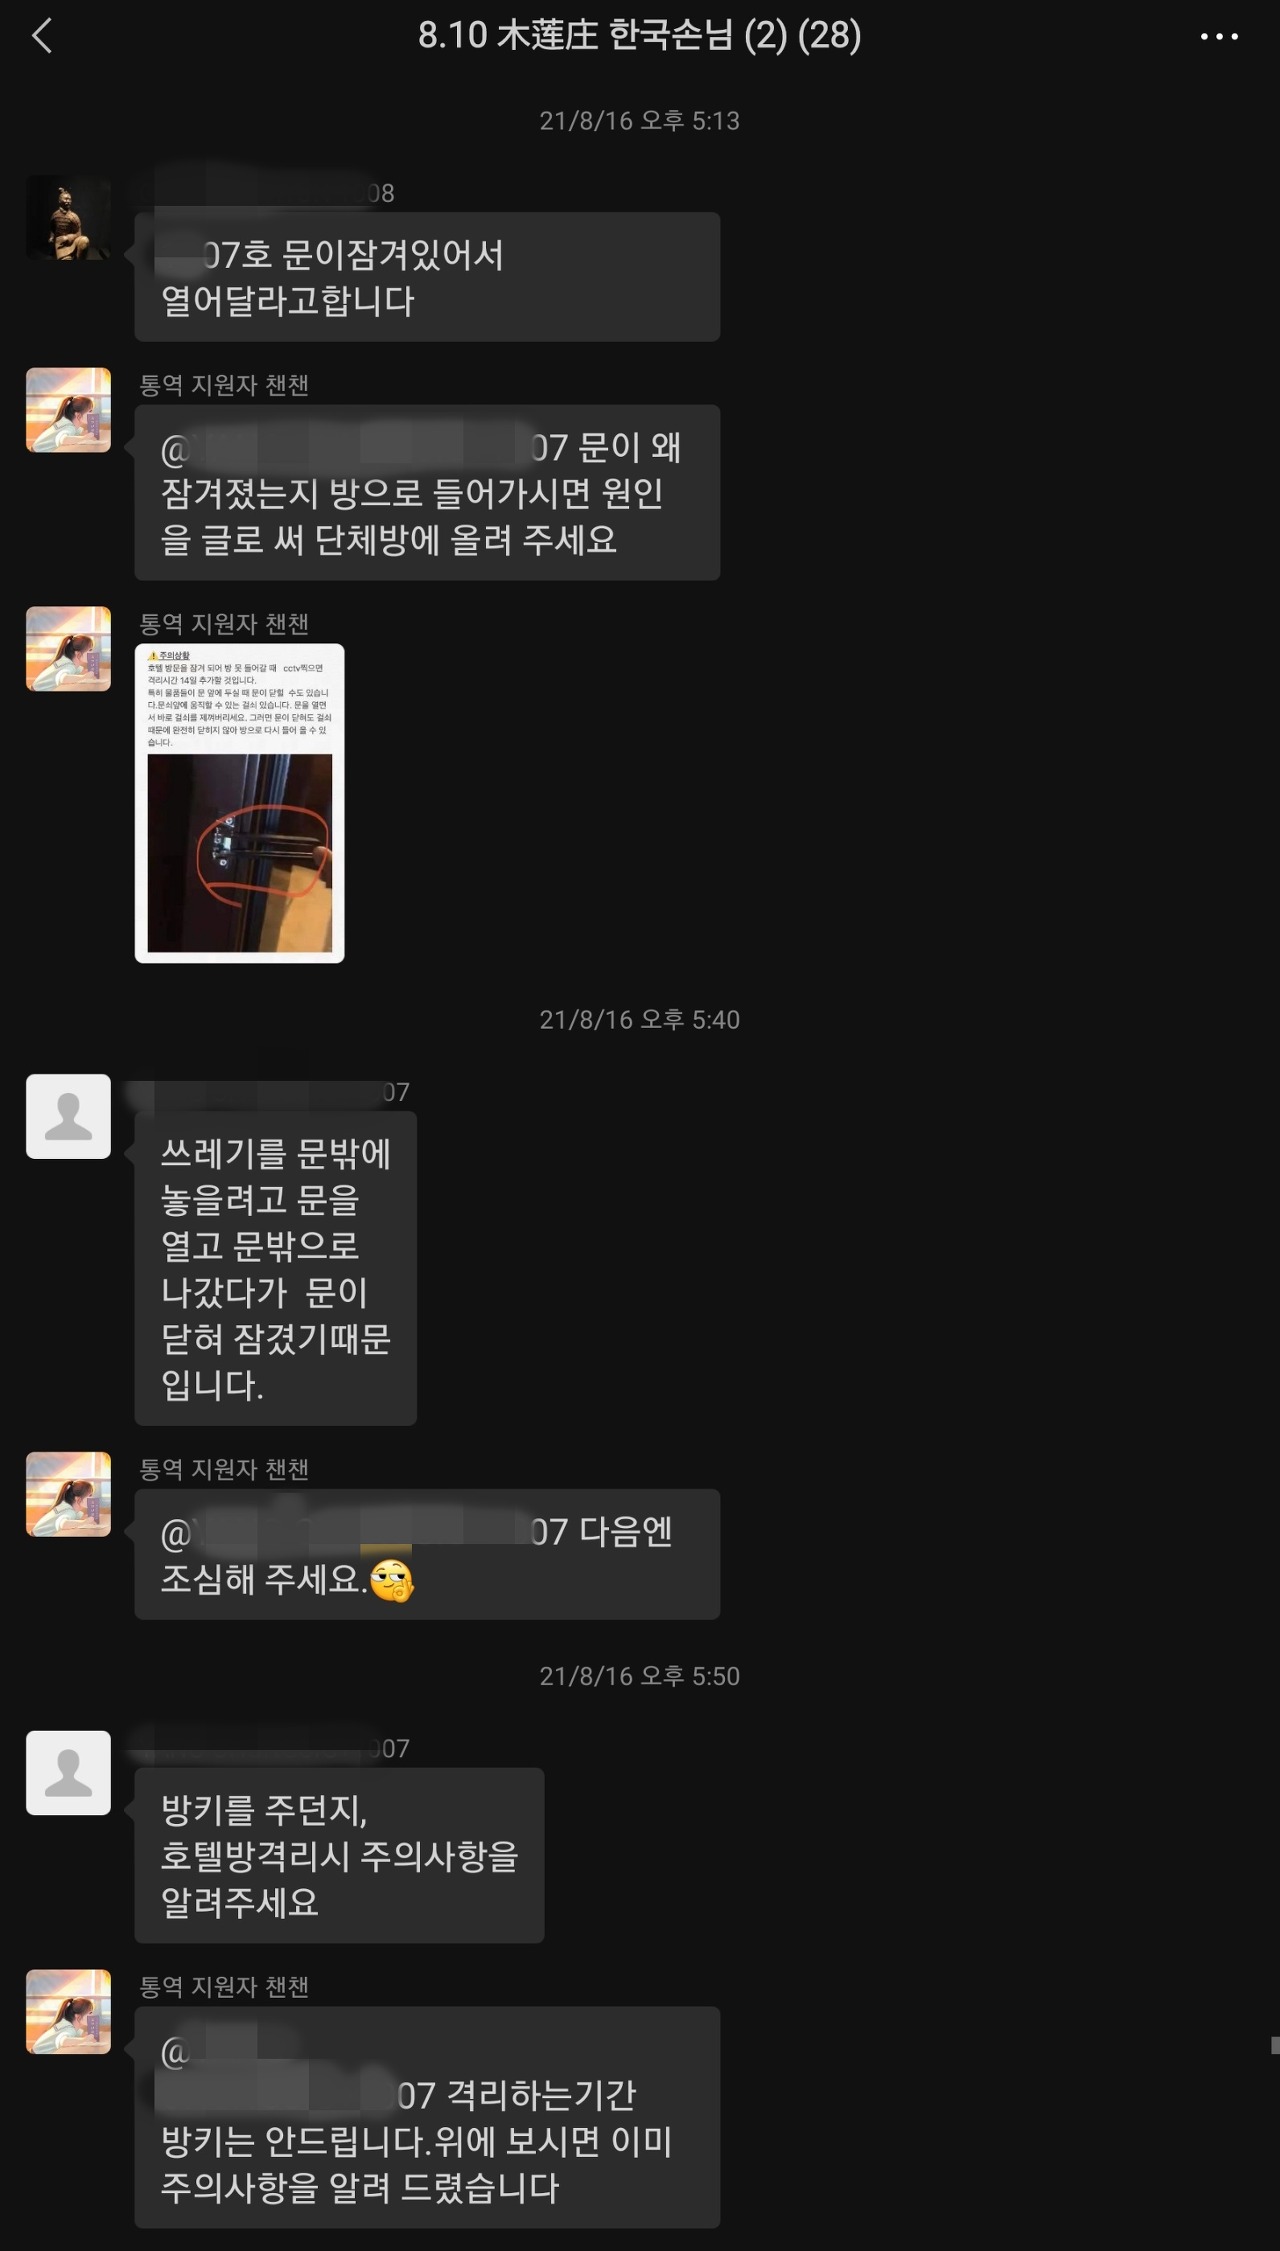 8.10 木莲庄 한국손님 (2) (28)
21/8/16 오후 5:13
08
07호 문이잠겨있어서
열어달라고합니다
통역 지원자 챈챈
@
07 문이 왜
잠겨졌는지 방으로 들어가시면 원인
을 글로 써 단체방에 올려 주세요
통역 지원자 챈챈
⚠️주의상황
호텔 방문을 잠겨 되어 방 못 들어갈 때 cctv찍으면
격리시간 14일 추가할 것입니다.
특히 물품들이 문 앞에 두실 때 문이 닫힐 수도 있습니
다.문쇠앞에 움직할 수 있는 걸쇠 있습니다. 문을 열면
서 바로 걸쇠를 제껴버리세요. 그러면 문이 닫혀도 걸쇠
때문에 완전히 닫히지 않아 방으로 다시 들어 올 수 있
습니다.
21/8/16 오후 5:40
07
쓰레기를 문밖에
놓을려고 문을
열고 문밖으로
나갔다가 문이
닫혀 잠겼기때문
입니다.
통역 지원자 챈챈
@
07 다음엔
조심해 주세요.
21/8/16 오후 5:50
007
방키를 주던지,
호텔방격리시 주의사항을
알려주세요
통역 지원자 챈챈
@
07 격리하는기간
방키는 안드립니다.위에 보시면 이미
주의사항을 알려 드렸습니다